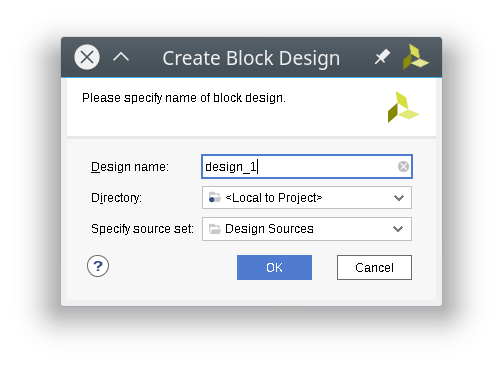 Create Block Design
Please specify name of block design.
Design name: design_1
Directory: <Local to Project>
Specify source set: Design Sources
? OK Cancel